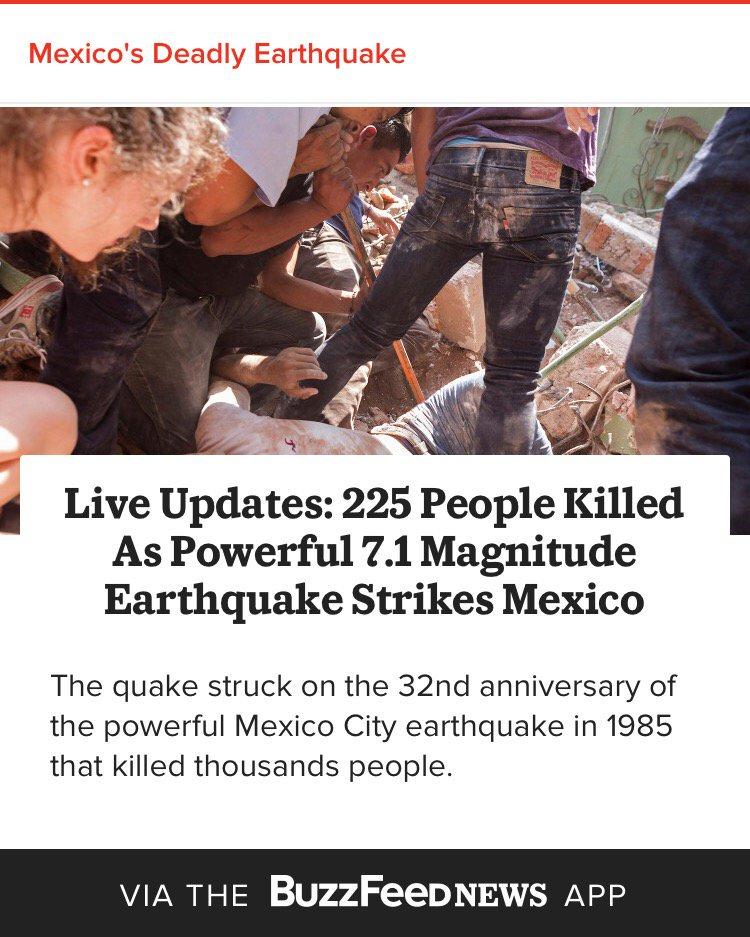 Mexico's Deadly Earthquake
Live Updates: 225 People Killed
As Powerful 7.1 Magnitude
Earthquake Strikes Mexico
The quake struck on the 32nd anniversary of
the powerful Mexico City earthquake in 1985
that killed thousands people.
VIA THE BUZZFEED NEWS APP